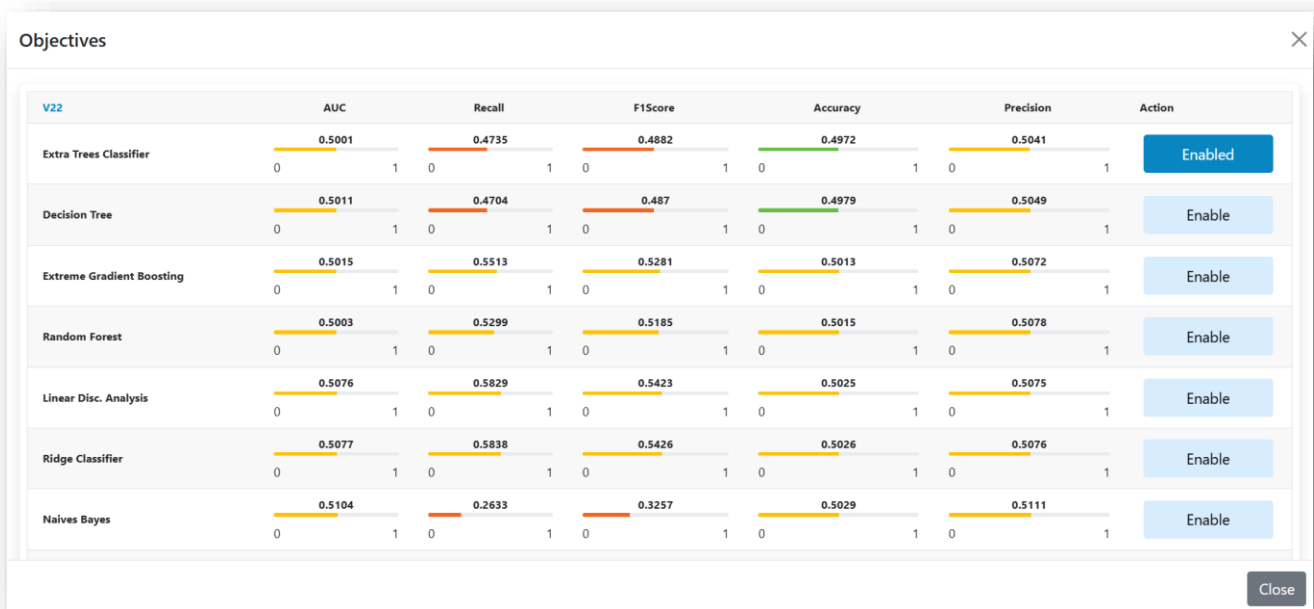 Objectives
V22 AUC Recall F1Score Accuracy Precision Action
0.5001 0.4735 0.4882 0.4972 0.5041
Extra Trees Classifier Enabled
0 1 0 1 0 1 0 1 0 1
0.5011 0.4704 0.487 0.4979 0.5049
Decision Tree Enable
0 1 0 1 0 1 0 1 0 1
0.5015 0.5513 0.5281 0.5013 0.5072
Extreme Gradient Boosting Enable
0 1 0 1 0 1 0 1 0 1
0.5003 0.5299 0.5185 0.5015 0.5078
Random Forest Enable
0 1 0 1 0 1 0 1 0 1
0.5076 0.5829 0.5423 0.5025 0.5075
Linear Disc. Analysis Enable
0 1 0 1 0 1 0 1 0 1
0.5077 0.5838 0.5426 0.5026 0.5076
Ridge Classifier Enable
0 1 0 1 0 1 0 1 0 1
0.5104 0.2633 0.3257 0.5029 0.5111
Naives Bayes Enable
0 1 0 1 0 1 0 1 0 1
Close